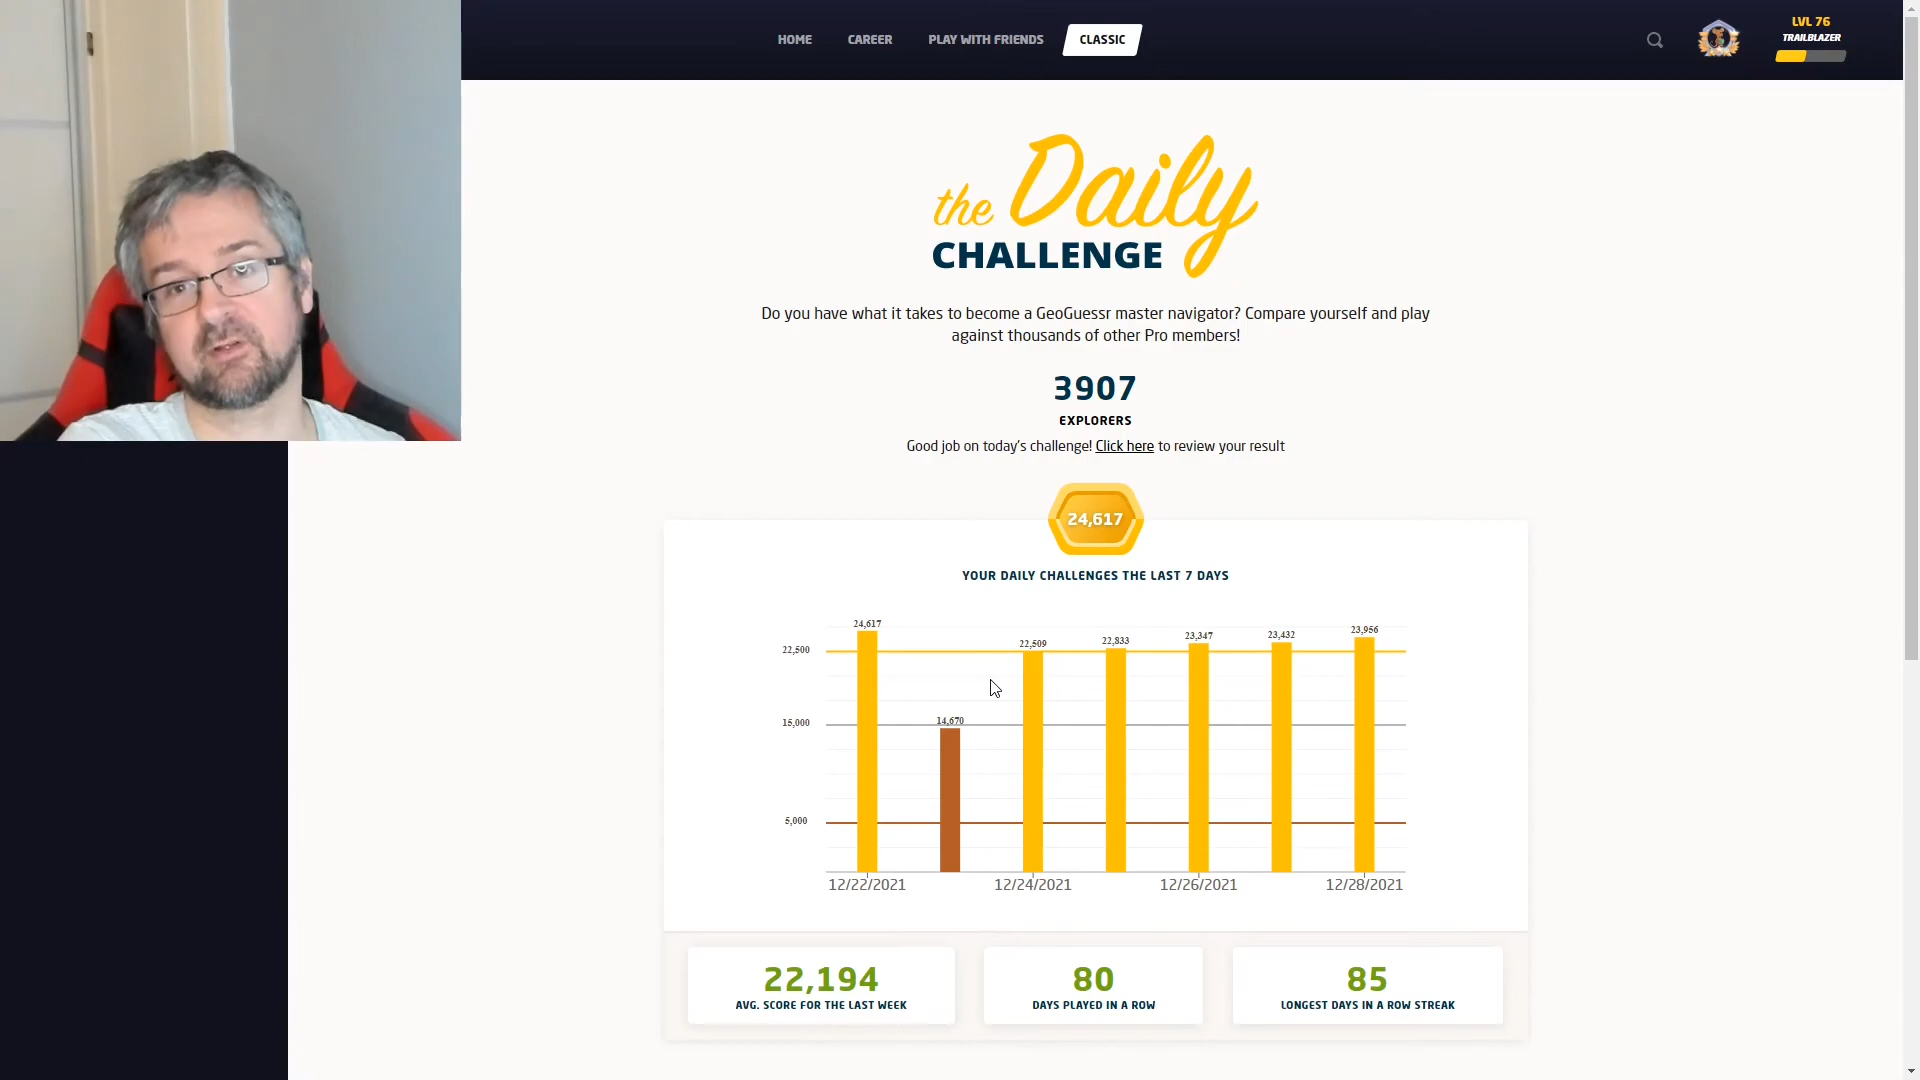 HOME CAREER PLAY WITH FRIENDS CLASSIC
LVL 76
TRAILBLAZER
the Daily
CHALLENGE
Do you have what it takes to become a GeoGuessr master navigator? Compare yourself and play
against thousands of other Pro members!
3907
EXPLORERS
Good job on today's challenge! Click here to review your result
24,617
YOUR DAILY CHALLENGES THE LAST 7 DAYS
24,617 14,670 22,509 22,833 23,347 23,432 23,956
22,500
15,000
5,000
12/22/2021 12/24/2021 12/26/2021 12/28/2021
22,194 80 85
AVG. SCORE FOR THE LAST WEEK DAYS PLAYED IN A ROW LONGEST DAYS IN A ROW STREAK